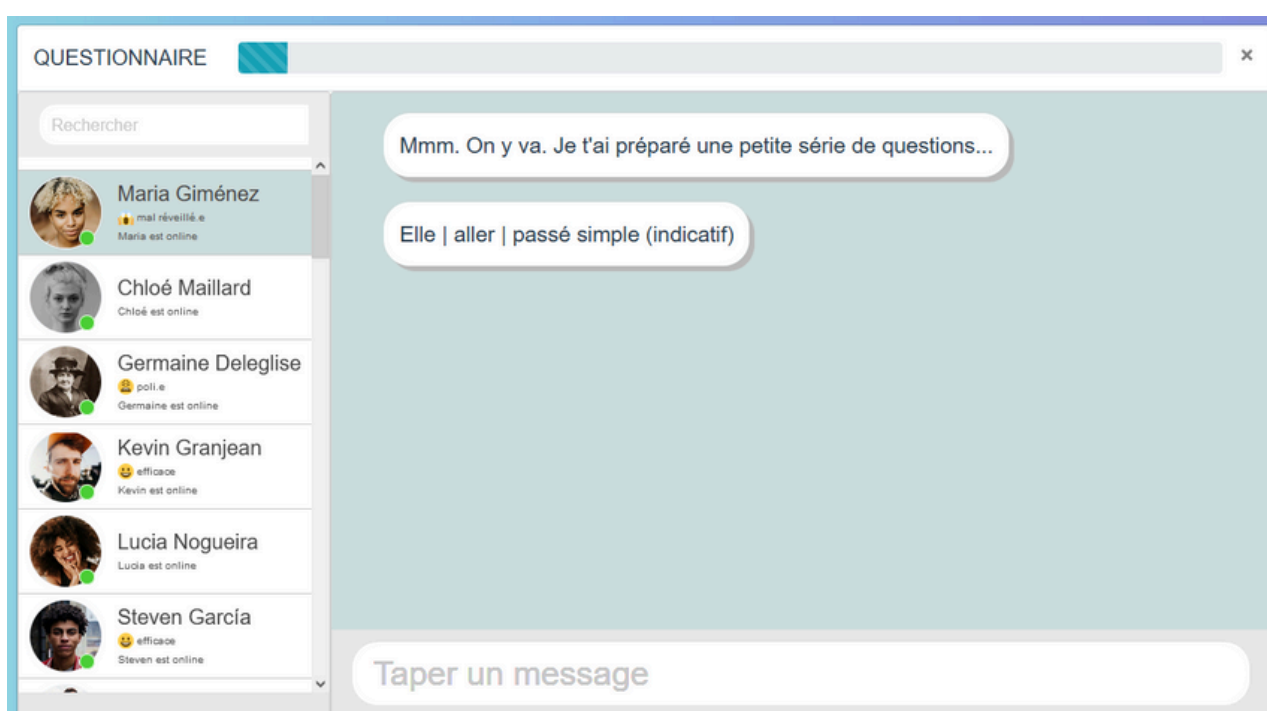 QUESTIONNAIRE
×
Rechercher
Maria Giménez
mal réveillé.e
Maria est online
Chloé Maillard
Chloé est online
Germaine Deleglise
poli.e
Germaine est online
Kevin Granjean
efficace
Kevin est online
Lucia Nogueira
Lucia est online
Steven García
efficace
Steven est online
Mmm. On y va. Je t'ai préparé une petite série de questions...
Elle | aller | passé simple (indicatif)
Taper un message